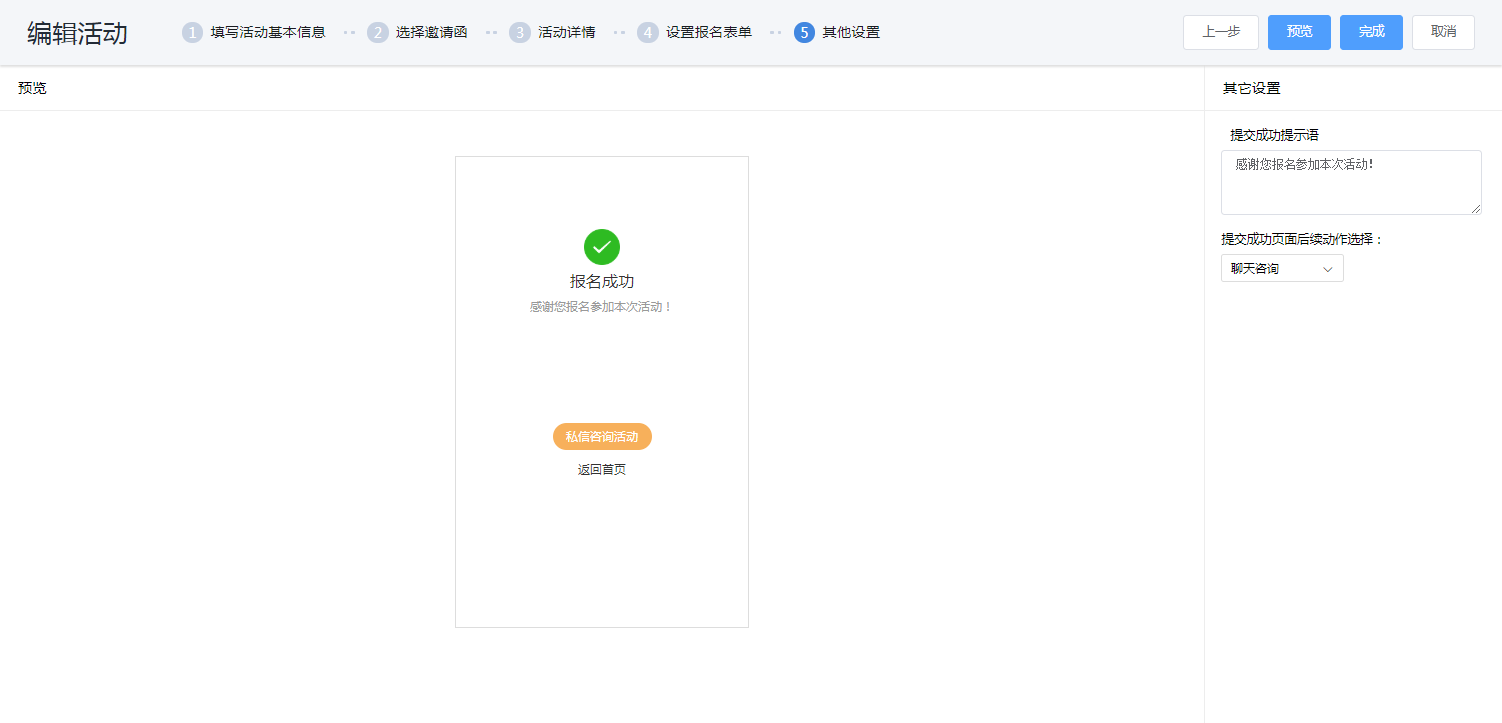 编辑活动
1 填写活动基本信息 2 选择邀请函 3 活动详情 4 设置报名表单 5 其他设置
上一步 预览 完成 取消
预览
其它设置
提交成功提示语
感谢您报名参加本次活动!
提交成功页面后续动作选择：
聊天咨询
报名成功
感谢您报名参加本次活动！
私信咨询活动
返回首页